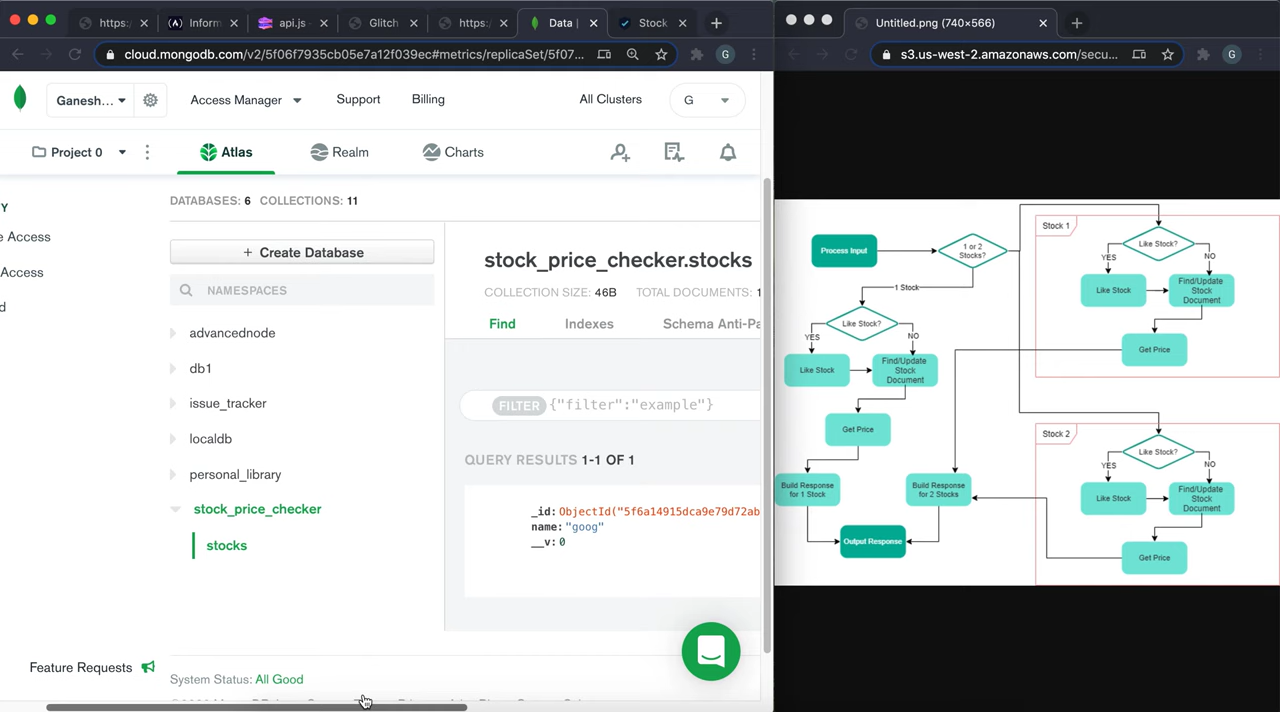 https:
Inform
api.js -
Glitch
https:
Data |
Stock
cloud.mongodb.com/v2/5f06f7935cb05e7a12f039ec#metrics/replicaSet/5f07...
G
Ganesh...
Access Manager
Support
Billing
All Clusters
G
Project 0
Atlas
Realm
Charts
Y
e Access
Access
d
DATABASES: 6 COLLECTIONS: 11
+ Create Database
NAMESPACES
advancednode
db1
issue_tracker
localdb
personal_library
stock_price_checker
stocks
stock_price_checker.stocks
COLLECTION SIZE: 46B TOTAL DOCUMENTS: 1
Find
Indexes
Schema Anti-Pa
FILTER {"filter":"example"}
QUERY RESULTS 1-1 OF 1
_id: ObjectId("5f6a14915dca9e79d72ab
name: "goog"
__v: 0
Feature Requests
System Status: All Good
Untitled.png (740×566)
s3.us-west-2.amazonaws.com/secu...
G
Process Input
1 or 2
Stocks?
1 Stock
Like Stock?
YES
NO
Like Stock
Find/Update
Stock
Document
Get Price
Build Response
for 1 Stock
Build Response
for 2 Stocks
Output Response
Stock 1
Like Stock?
YES
NO
Like Stock
Find/Update
Stock
Document
Get Price
Stock 2
Like Stock?
YES
NO
Like Stock
Find/Update
Stock
Document
Get Price